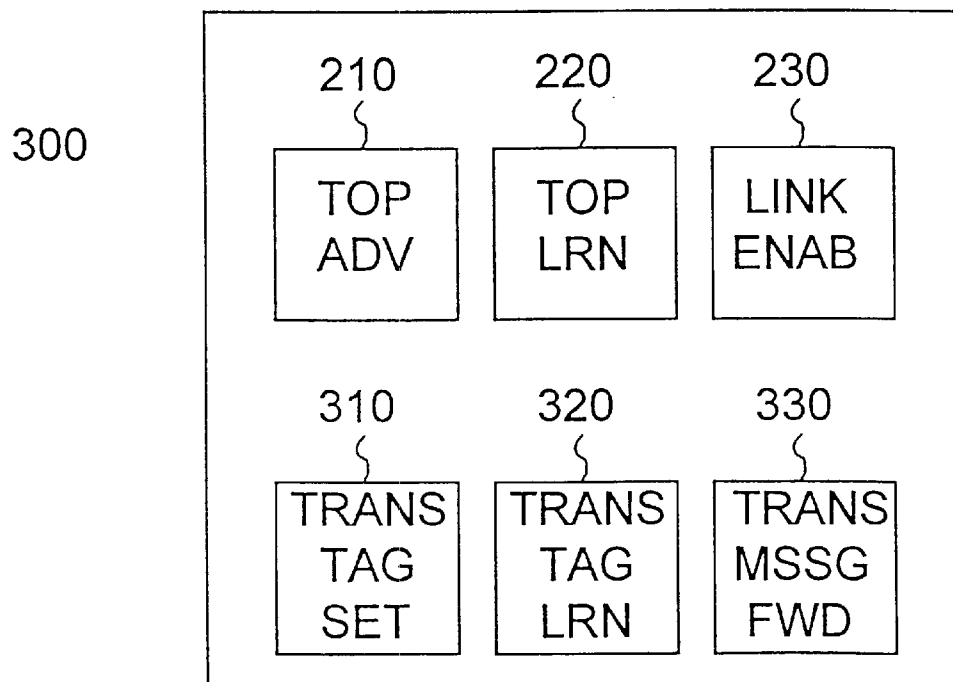 210 220 230
300
TOP ADV
TOP LRN
LINK ENAB
310 320 330
TRANS TAG SET
TRANS TAG LRN
TRANS MSSG FWD